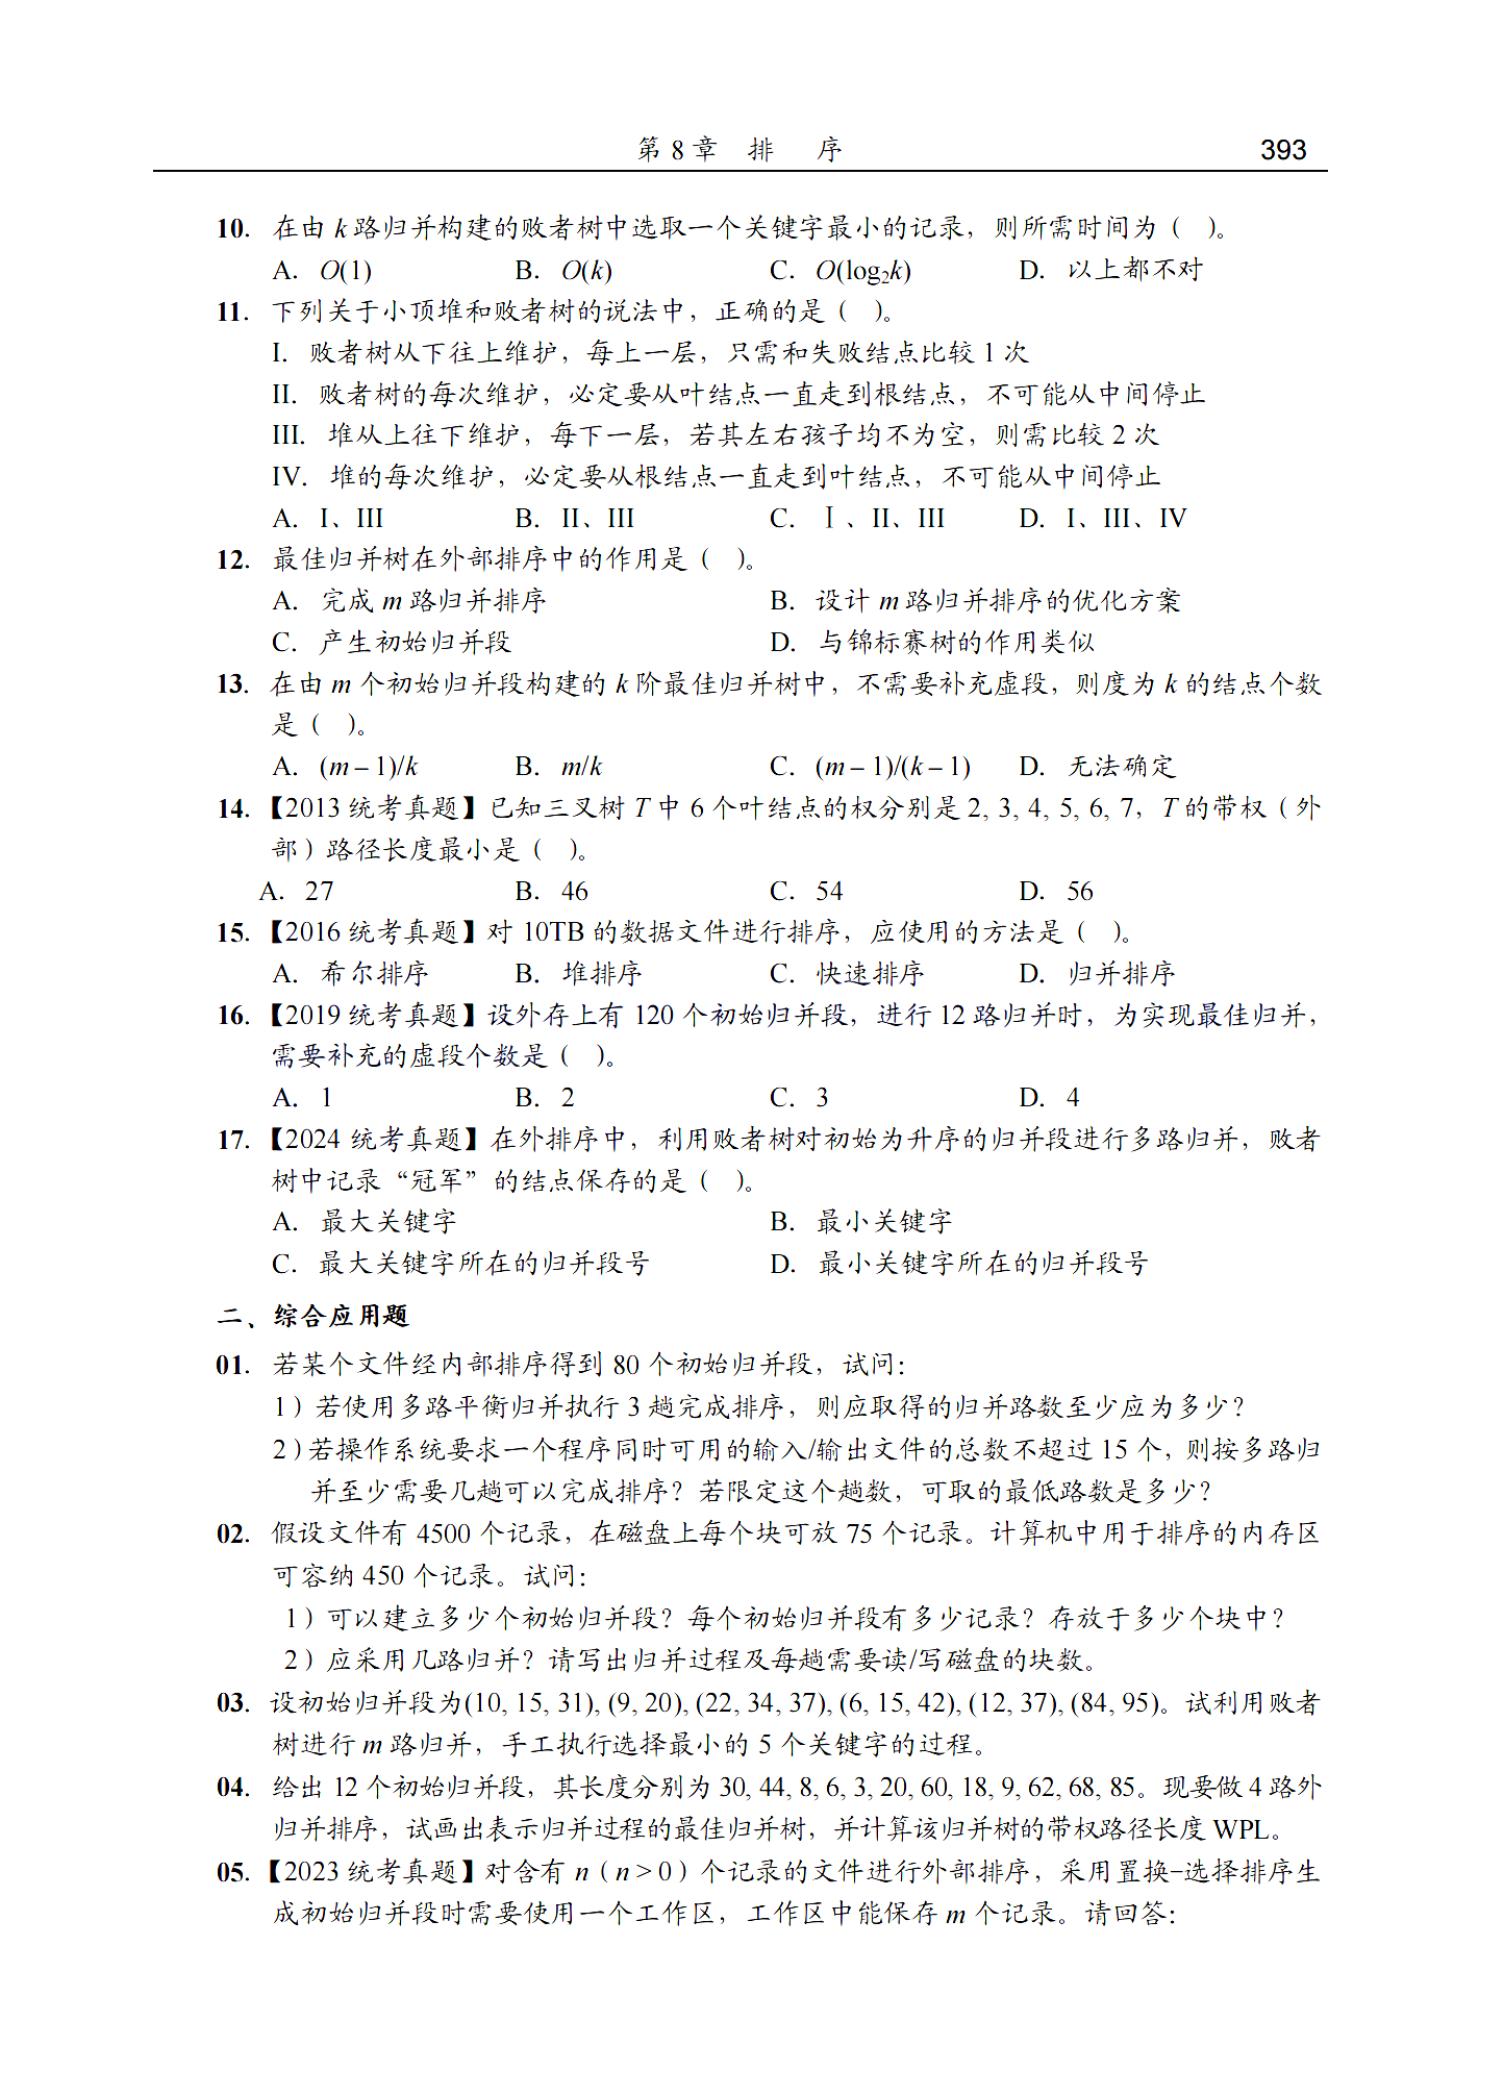 第 8 章 排 序 393
10. 在由 k 路归并构建的败者树中选取一个关键字最小的记录，则所需时间为（ ）。
A. O(1) B. O(k) C. O(log₂k) D. 以上都不对
11. 下列关于小顶堆和败者树的说法中，正确的是（ ）。
I. 败者树从下往上维护，每上一层，只需和失败结点比较 1 次
II. 败者树的每次维护，必定要从叶结点一直走到根结点，不可能从中间停止
III. 堆从上往下维护，每下一层，若其左右孩子均不为空，则需比较 2 次
IV. 堆的每次维护，必定要从根结点一直走到叶结点，不可能从中间停止
A. I、III B. II、III C. Ⅰ、II、III D. I、III、IV
12. 最佳归并树在外部排序中的作用是（ ）。
A. 完成 m 路归并排序 B. 设计 m 路归并排序的优化方案
C. 产生初始归并段 D. 与锦标赛树的作用类似
13. 在由 m 个初始归并段构建的 k 阶最佳归并树中，不需要补充虚段，则度为 k 的结点个数
是（ ）。
A. (m – 1)/k B. m/k C. (m – 1)/(k – 1) D. 无法确定
14. 【2013 统考真题】已知三叉树 T 中 6 个叶结点的权分别是 2, 3, 4, 5, 6, 7，T 的带权（外
部）路径长度最小是（ ）。
A. 27 B. 46 C. 54 D. 56
15. 【2016 统考真题】对 10TB 的数据文件进行排序，应使用的方法是（ ）。
A. 希尔排序 B. 堆排序 C. 快速排序 D. 归并排序
16. 【2019 统考真题】设外存上有 120 个初始归并段，进行 12 路归并时，为实现最佳归并，
需要补充的虚段个数是（ ）。
A. 1 B. 2 C. 3 D. 4
17. 【2024 统考真题】在外排序中，利用败者树对初始为升序的归并段进行多路归并，败者
树中记录“冠军”的结点保存的是（ ）。
A. 最大关键字 B. 最小关键字
C. 最大关键字所在的归并段号 D. 最小关键字所在的归并段号
二、综合应用题
01. 若某个文件经内部排序得到 80 个初始归并段，试问：
1）若使用多路平衡归并执行 3 趟完成排序，则应取得的归并路数至少应为多少？
2）若操作系统要求一个程序同时可用的输入/输出文件的总数不超过 15 个，则按多路归
并至少需要几趟可以完成排序？若限定这个趟数，可取的最低路数是多少？
02. 假设文件有 4500 个记录，在磁盘上每个块可放 75 个记录。计算机中用于排序的内存区
可容纳 450 个记录。试问：
1）可以建立多少个初始归并段？每个初始归并段有多少记录？存放于多少个块中？
2）应采用几路归并？请写出归并过程及每趟需要读/写磁盘的块数。
03. 设初始归并段为(10, 15, 31), (9, 20), (22, 34, 37), (6, 15, 42), (12, 37), (84, 95)。试利用败者
树进行 m 路归并，手工执行选择最小的 5 个关键字的过程。
04. 给出 12 个初始归并段，其长度分别为 30, 44, 8, 6, 3, 20, 60, 18, 9, 62, 68, 85。现要做 4 路外
归并排序，试画出表示归并过程的最佳归并树，并计算该归并树的带权路径长度 WPL。
05. 【2023 统考真题】对含有 n（n > 0）个记录的文件进行外部排序，采用置换-选择排序生
成初始归并段时需要使用一个工作区，工作区中能保存 m 个记录。请回答：